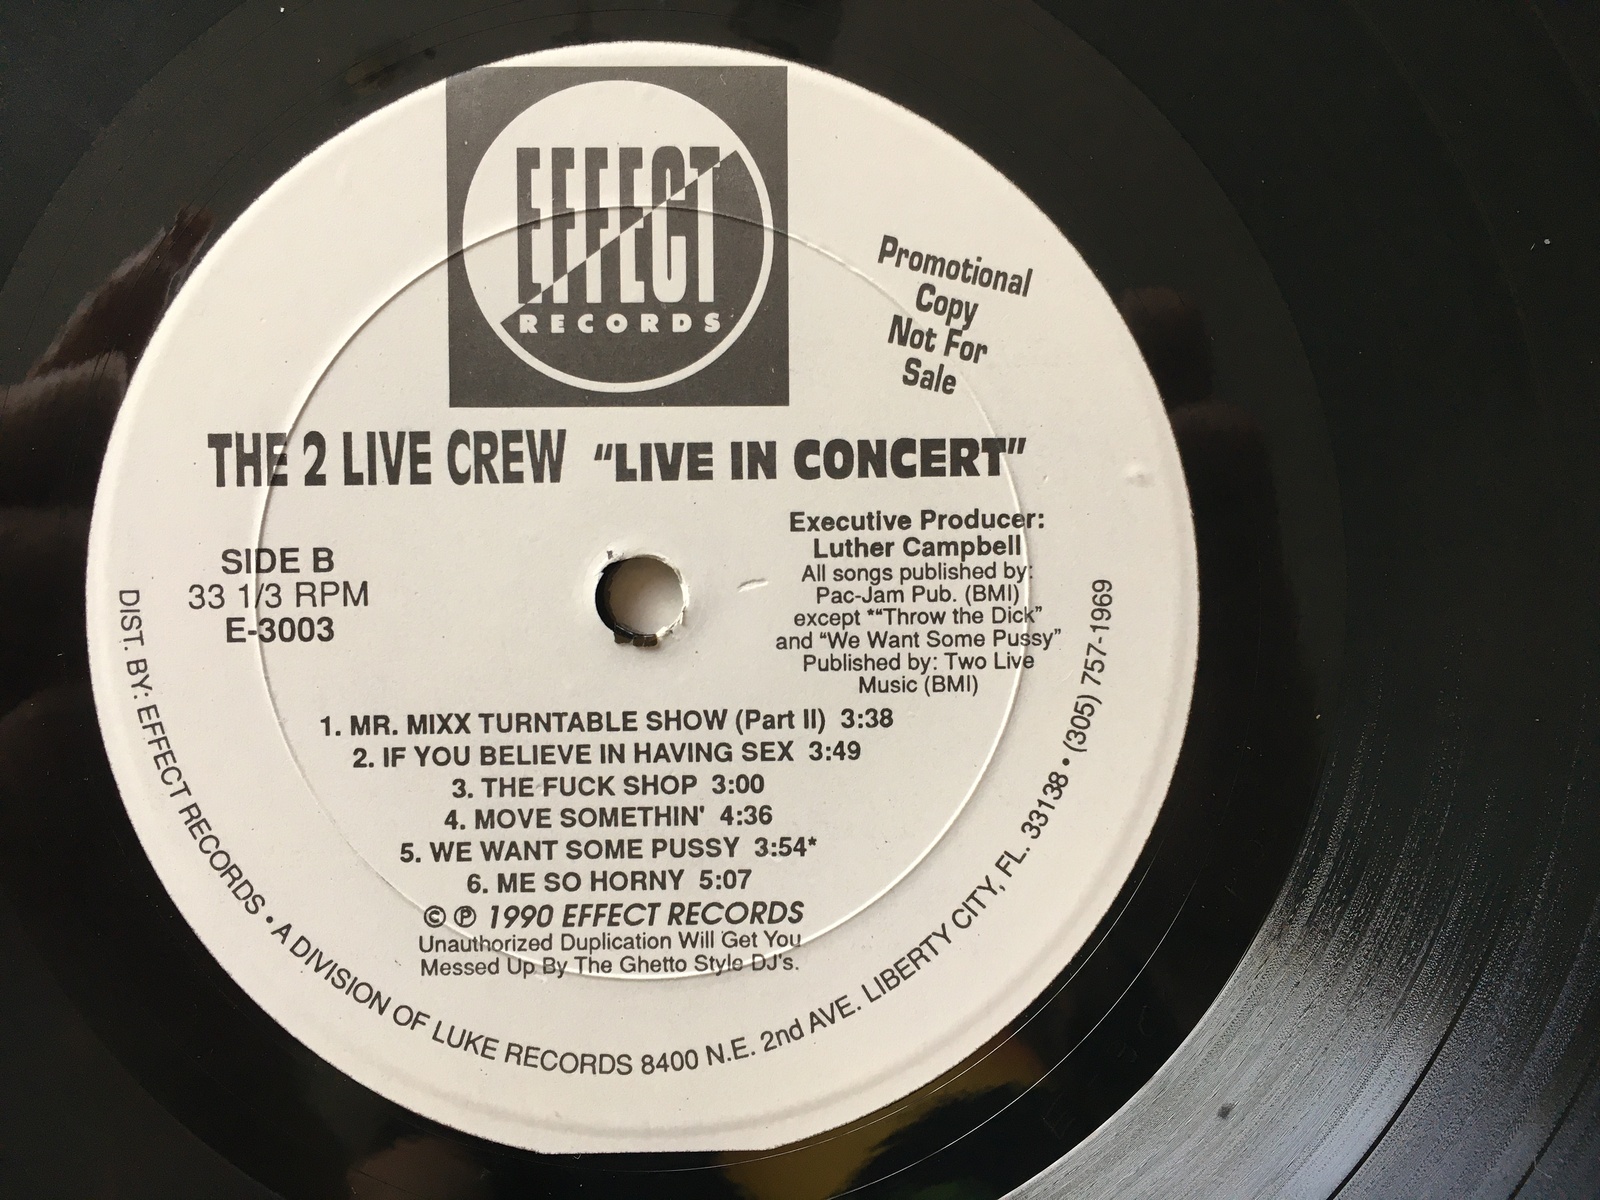 EFFECT
RECORDS
Promotional
Copy
Not For
Sale
THE 2 LIVE CREW "LIVE IN CONCERT"
SIDE B
33 1/3 RPM
E-3003
Executive Producer:
Luther Campbell
All songs published by:
Pac-Jam Pub. (BMI)
except *"Throw the Dick"
and "We Want Some Pussy"
Published by: Two Live
Music (BMI)
1. MR. MIXX TURNTABLE SHOW (Part II) 3:38
2. IF YOU BELIEVE IN HAVING SEX 3:49
3. THE FUCK SHOP 3:00
4. MOVE SOMETHIN' 4:36
5. WE WANT SOME PUSSY 3:54*
6. ME SO HORNY 5:07
© ℗ 1990 EFFECT RECORDS
Unauthorized Duplication Will Get You
Messed Up By The Ghetto Style DJ's.
DIST. BY: EFFECT RECORDS • A DIVISION OF LUKE RECORDS 8400 N.E. 2nd AVE. LIBERTY CITY, FL. 33138 • (305) 757-1969